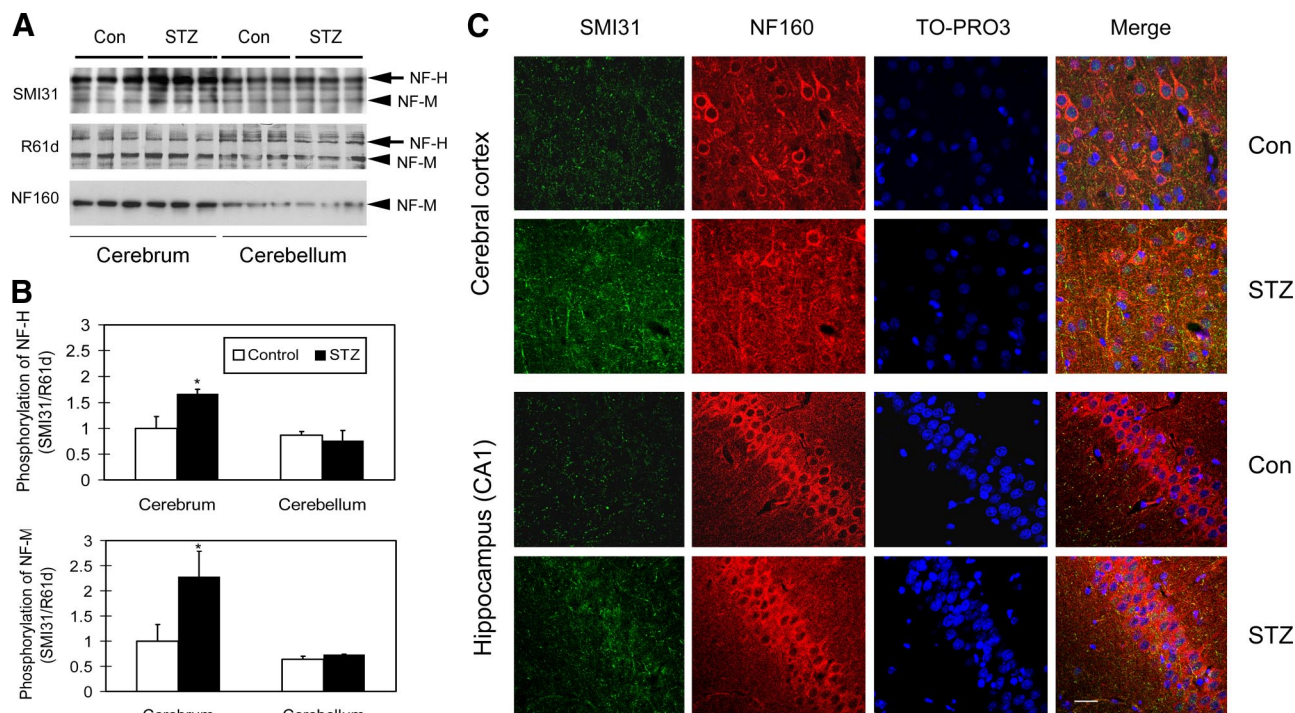 A
Con STZ Con STZ
SMI31
NF-H
NF-M
R61d
NF-H
NF-M
NF160
NF-M
Cerebrum Cerebellum
B
Phosphorylation of NF-H
(SMI31/R61d)
3
2.5
2
1.5
1
0.5
0
Control STZ
*
Cerebrum Cerebellum
Phosphorylation of NF-M
(SMI31/R61d)
3
2.5
2
1.5
1
0.5
0
*
Cerebrum Cerebellum
C
SMI31 NF160 TO-PRO3 Merge
Cerebral cortex
Con
STZ
Hippocampus (CA1)
Con
STZ